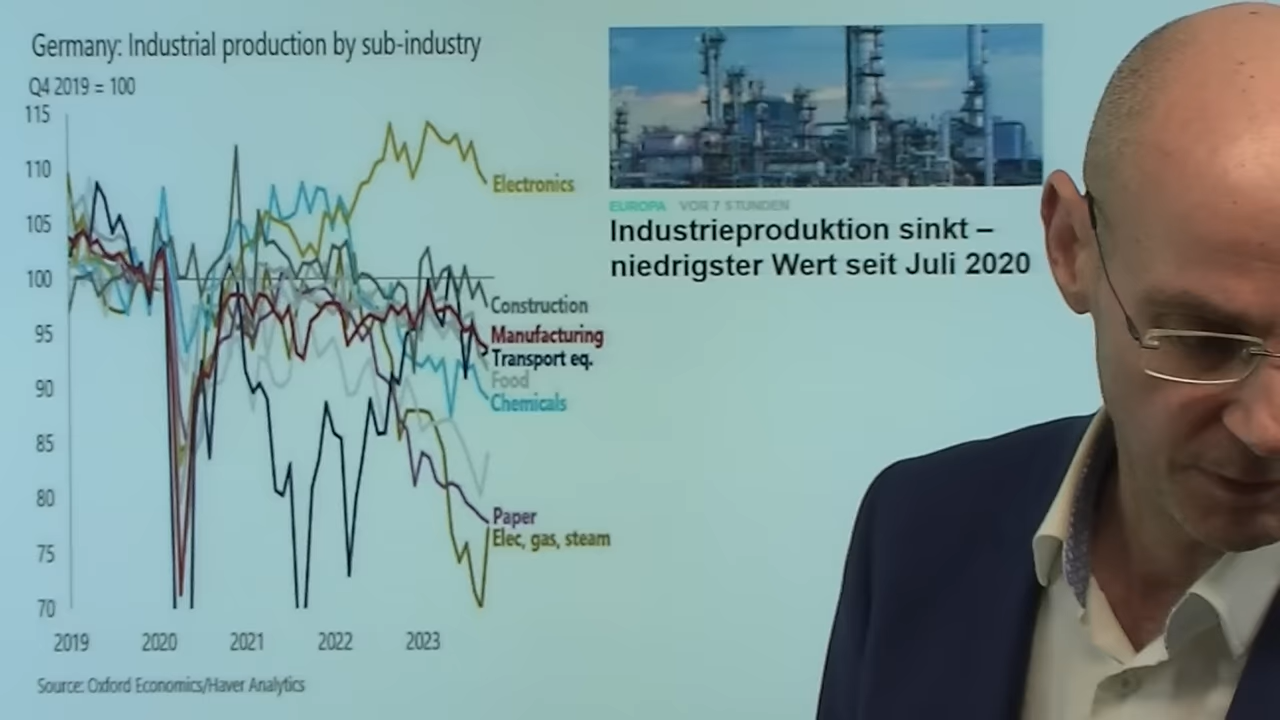 Germany: Industrial production by sub-industry
Q4 2019 = 100
115
110
105
100
95
90
85
80
75
70
2019
2020
2021
2022
2023
Electronics
Construction
Manufacturing
Transport eq.
Food
Chemicals
Paper
Elec, gas, steam
Source: Oxford Economics/Haver Analytics
EUROPA VOR 7 STUNDEN
Industrieproduktion sinkt –
niedrigster Wert seit Juli 2020